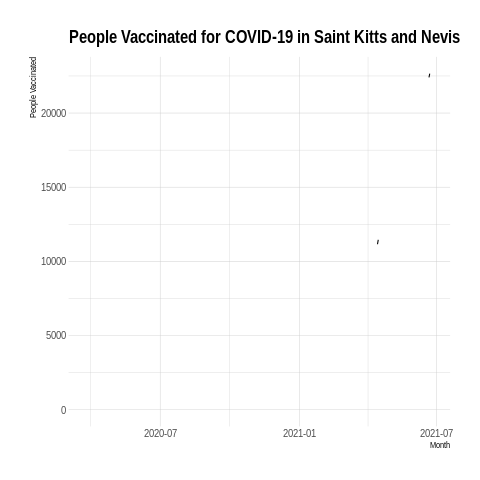 People Vaccinated for COVID-19 in Saint Kitts and Nevis
People Vaccinated
20000
15000
10000
5000
0
2020-07
2021-01
2021-07
Month